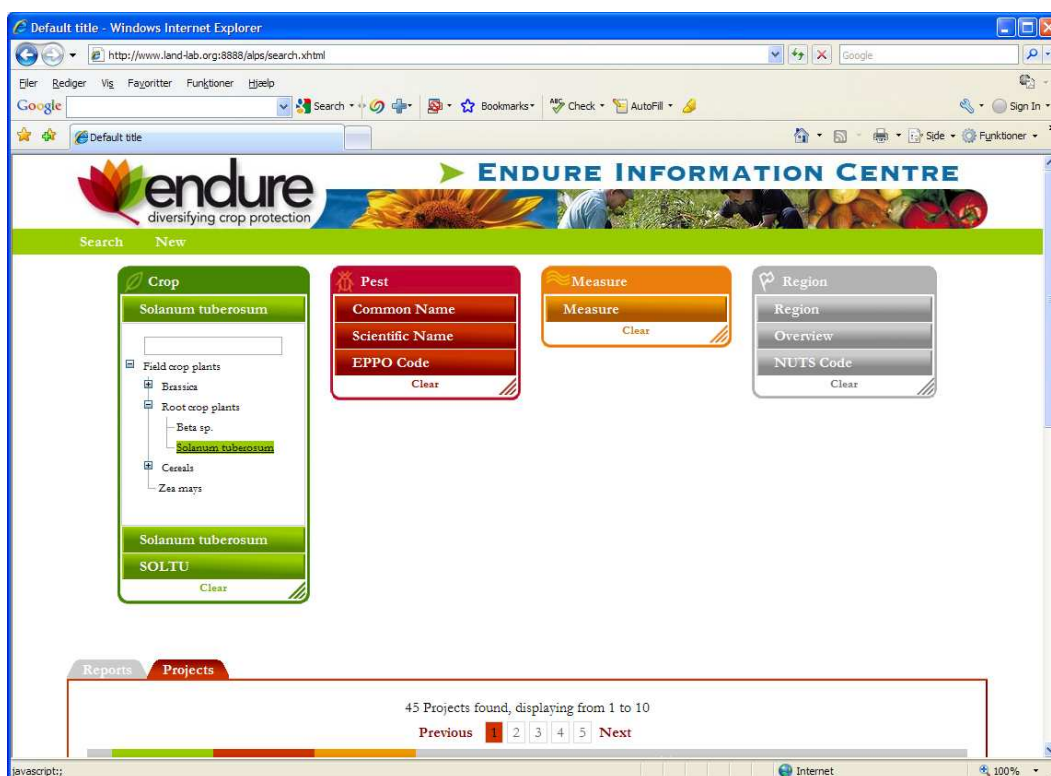 Default title - Windows Internet Explorer
http://www.land-lab.org:8888/alps/search.xhtml
Google
Filer Rediger Vis Favoritter Funktioner Hjælp
Google Search Bookmarks Check AutoFill Sign In
Default title Side Funktioner
endure
diversifying crop protection
ENDURE INFORMATION CENTRE
Search New
Crop
Solanum tuberosum
Field crop plants
Brassica
Root crop plants
Beta sp.
Solanum tuberosum
Cereals
Zea mays
Solanum tuberosum
SOLTU
Clear
Pest
Common Name
Scientific Name
EPPO Code
Clear
Measure
Measure
Clear
Region
Region
Overview
NUTS Code
Clear
Reports Projects
45 Projects found, displaying from 1 to 10
Previous 1 2 3 4 5 Next
javascript:; Internet 100%